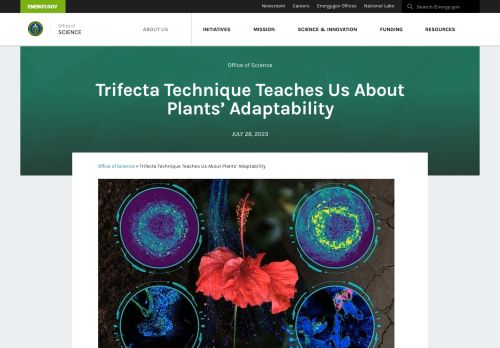 ENERGY.GOV
Newsroom Careers Energy.gov Offices National Labs Search Energy.gov
Office of
SCIENCE
ABOUT US INITIATIVES MISSION SCIENCE & INNOVATION FUNDING RESOURCES
Office of Science
Trifecta Technique Teaches Us About
Plants’ Adaptability
JULY 28, 2023
Office of Science » Trifecta Technique Teaches Us About Plants’ Adaptability